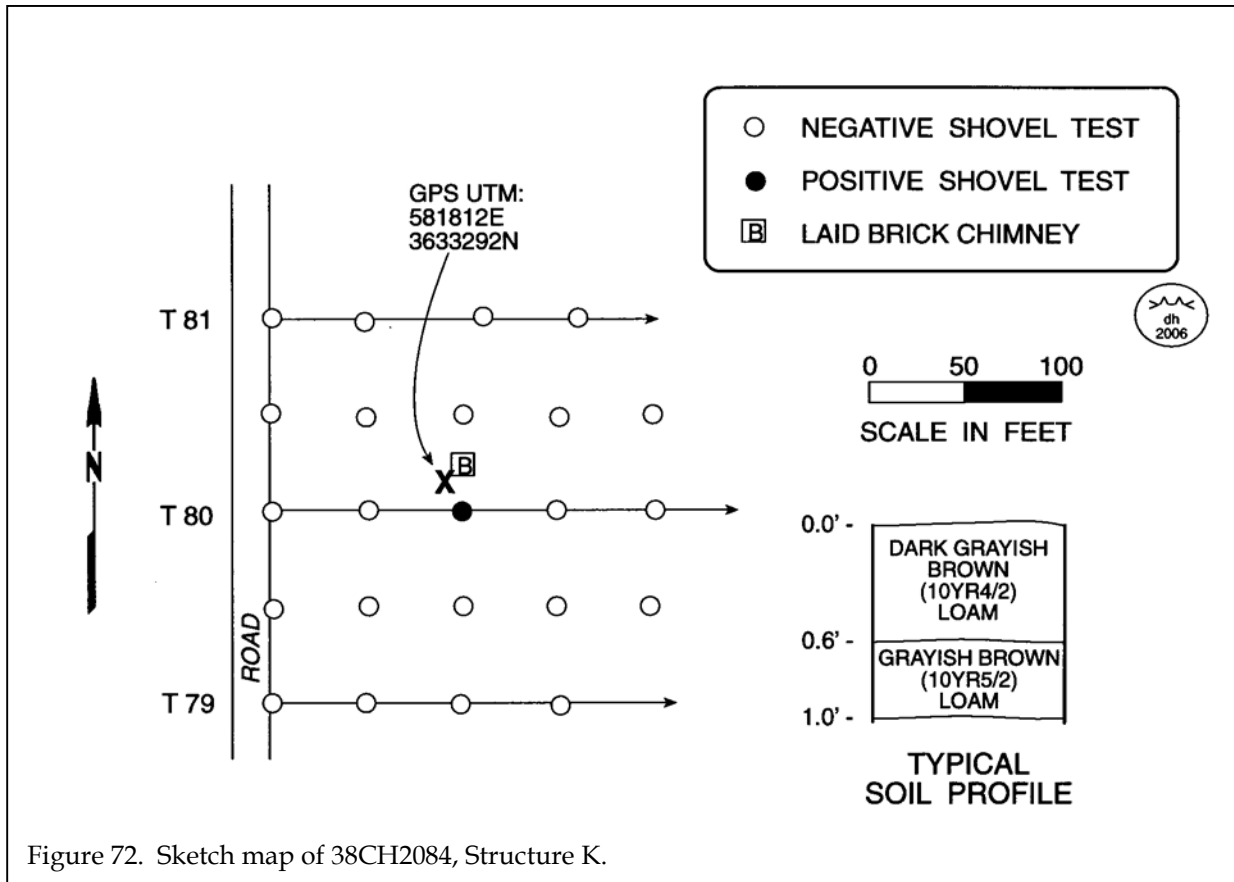 NEGATIVE SHOVEL TEST
POSITIVE SHOVEL TEST
B LAID BRICK CHIMNEY
GPS UTM:
581812E
3633292N
dh
2006
T 81
0 50 100
SCALE IN FEET
B
N
X
T 80
0.0' -
DARK GRAYISH
BROWN
(10YR4/2)
LOAM
0.6' -
GRAYISH BROWN
(10YR5/2)
LOAM
1.0' -
ROAD
T 79
TYPICAL
SOIL PROFILE
Figure 72. Sketch map of 38CH2084, Structure K.